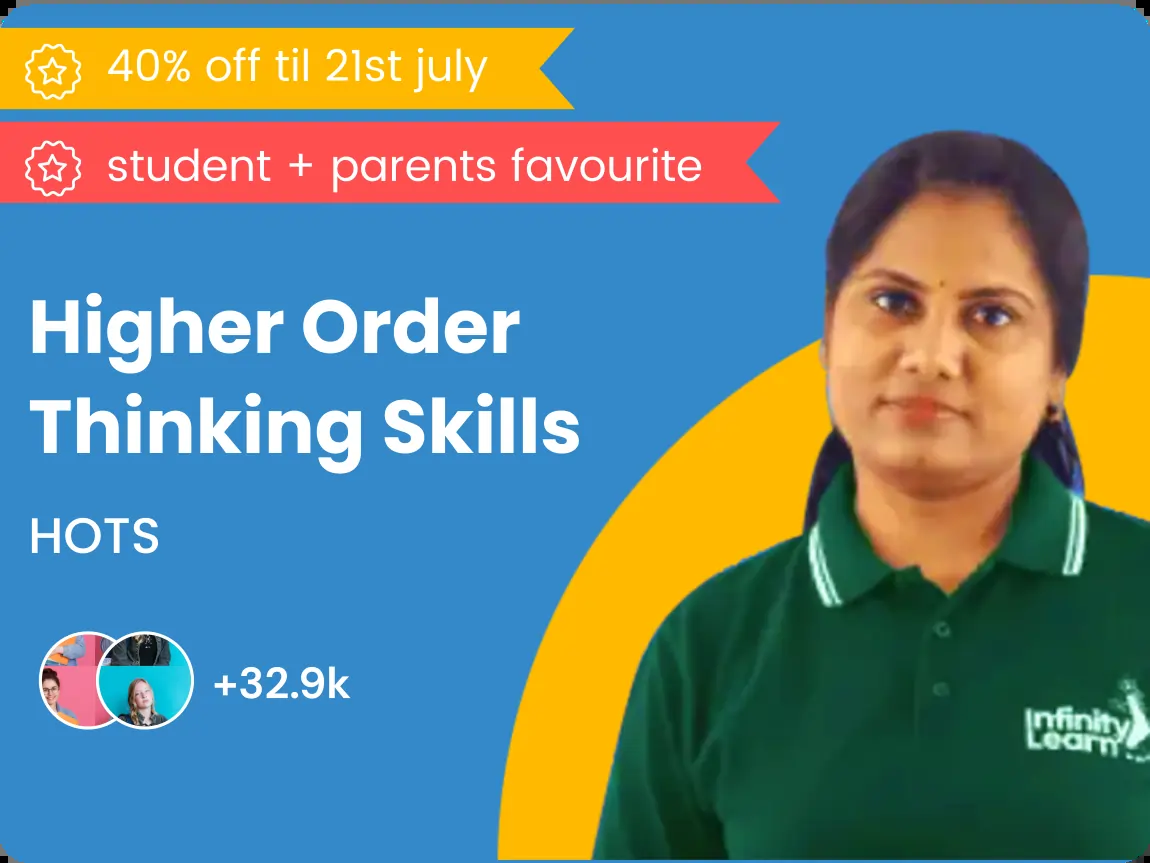 40% off til 21st july
student + parents favourite
Higher Order
Thinking Skills
HOTS
+32.9k
Infinity
Learn